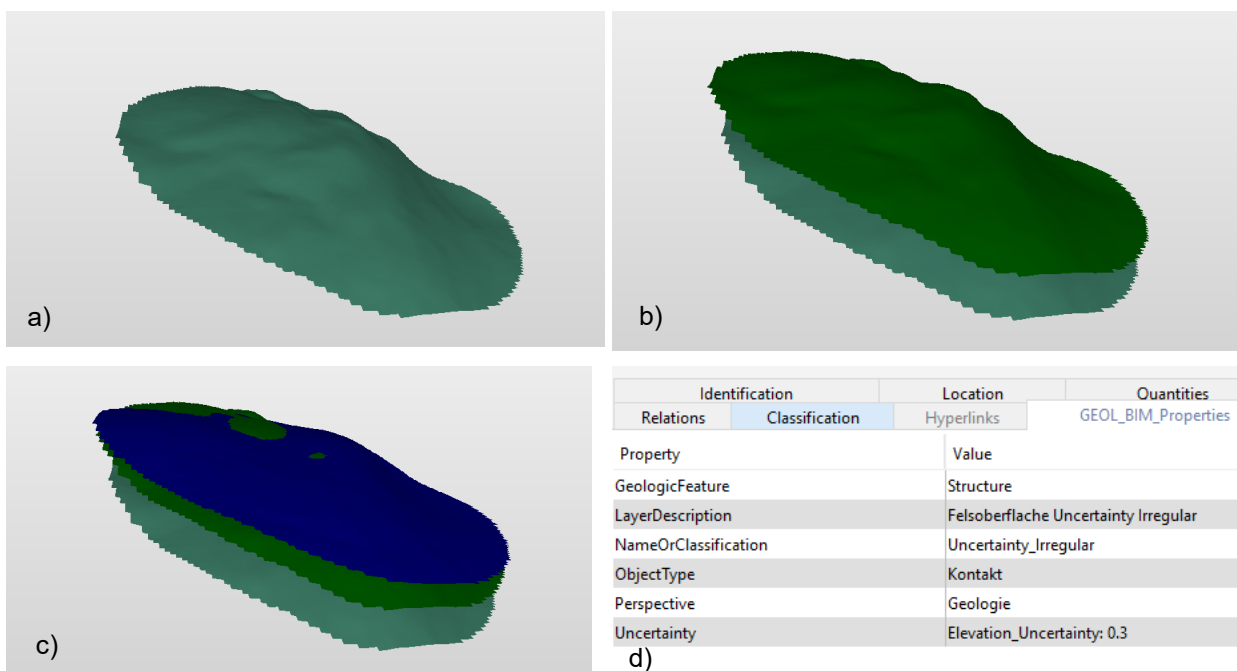 a)
b)
c)
Identification Location Quantities
Relations Classification Hyperlinks GEOL_BIM_Properties
Property Value
GeologicFeature Structure
LayerDescription Felsoberflache Uncertainty Irregular
NameOrClassification Uncertainty_Irregular
ObjectType Kontakt
Perspective Geologie
Uncertainty Elevation_Uncertainty: 0.3
d)